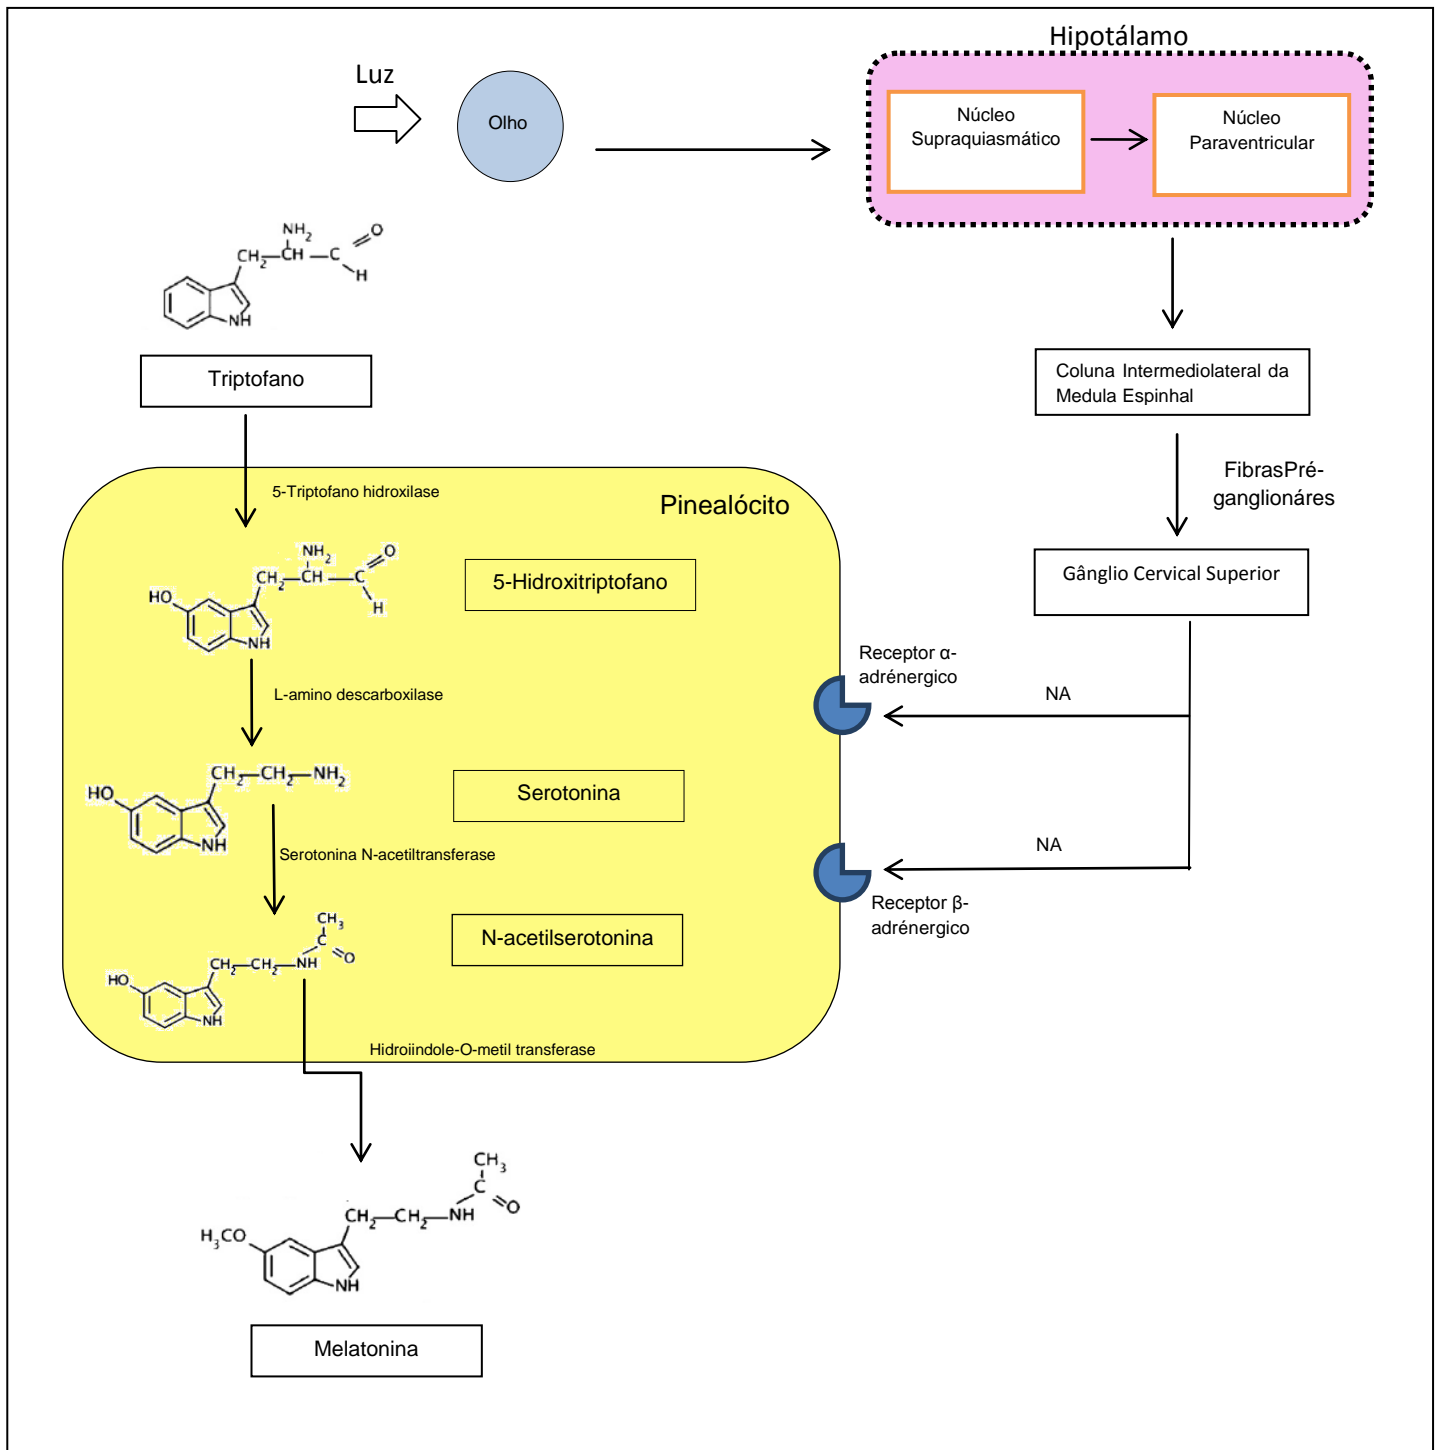 Hipotálamo
Luz
Olho
Núcleo
Supraquiasmático
Núcleo
Paraventricular
NH2
O
CH2
CH
C
H
NH
Triptofano
Coluna Intermediolateral da
Medula Espinhal
FibrasPré-
ganglionáres
Gânglio Cervical Superior
5-Triptofano hidroxilase
Pinealócito
NH2
O
CH2
CH
C
H
HO
NH
5-Hidroxitriptofano
L-amino descarboxilase
Receptor α-
adrénergico
NA
CH2—CH2—NH2
HO
NH
Serotonina
Serotonina N-acetiltransferase
NA
Receptor β-
adrénergico
CH3
C
O
CH2—CH2—NH
HO
NH
N-acetilserotonina
Hidroiindole-O-metil transferase
CH3
C
O
CH2—CH2—NH
H3CO
NH
Melatonina